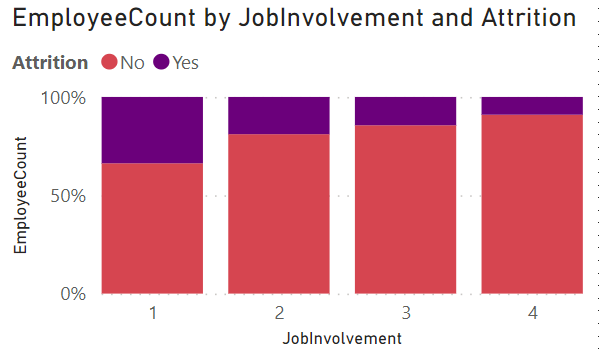 EmployeeCount by JobInvolvement and Attrition
Attrition No Yes
EmployeeCount
100%
50%
0%
1 2 3 4
JobInvolvement